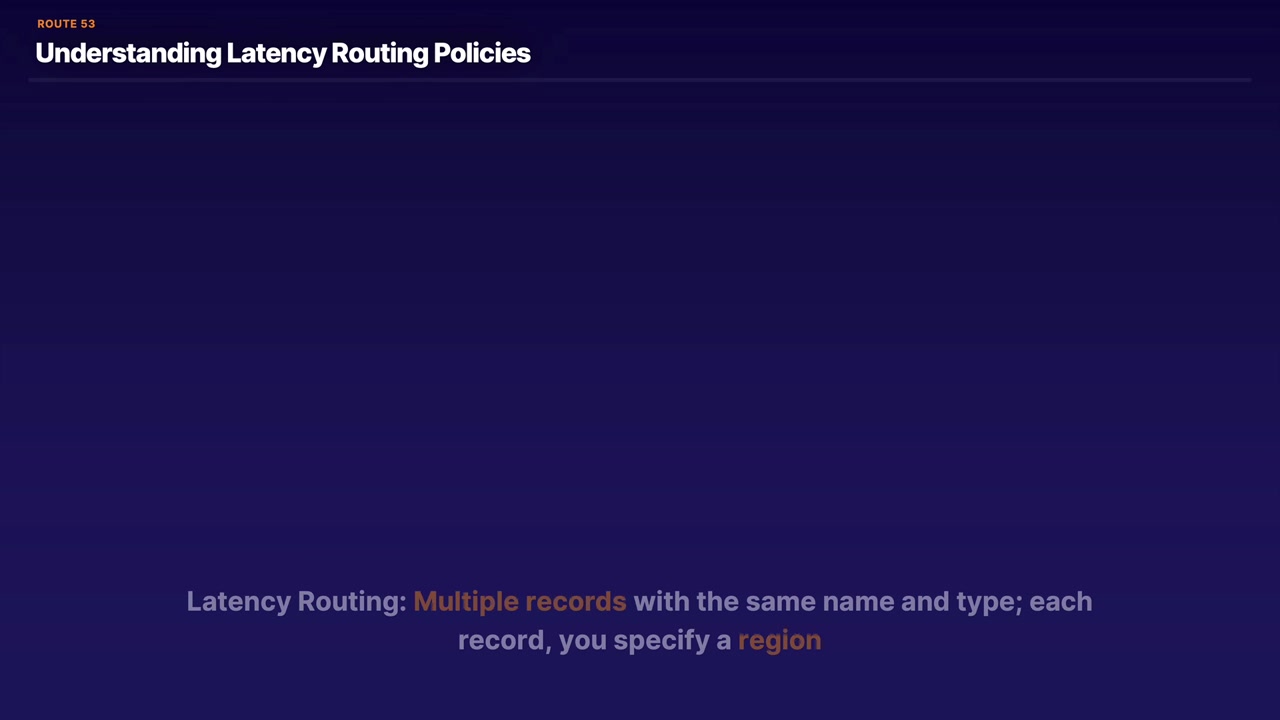 ROUTE 53
Understanding Latency Routing Policies
Latency Routing: Multiple records with the same name and type; each
record, you specify a region